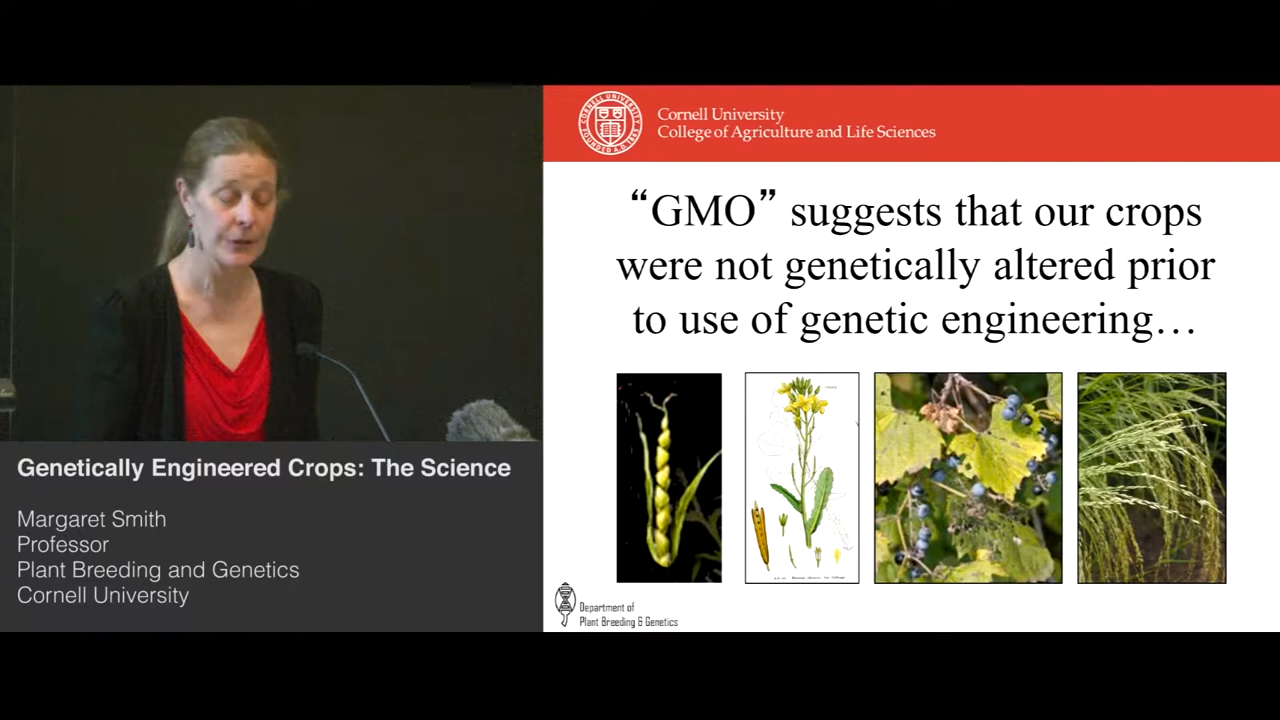 Cornell University
College of Agriculture and Life Sciences
“GMO” suggests that our crops
were not genetically altered prior
to use of genetic engineering…
Department of
Plant Breeding & Genetics
Genetically Engineered Crops: The Science
Margaret Smith
Professor
Plant Breeding and Genetics
Cornell University